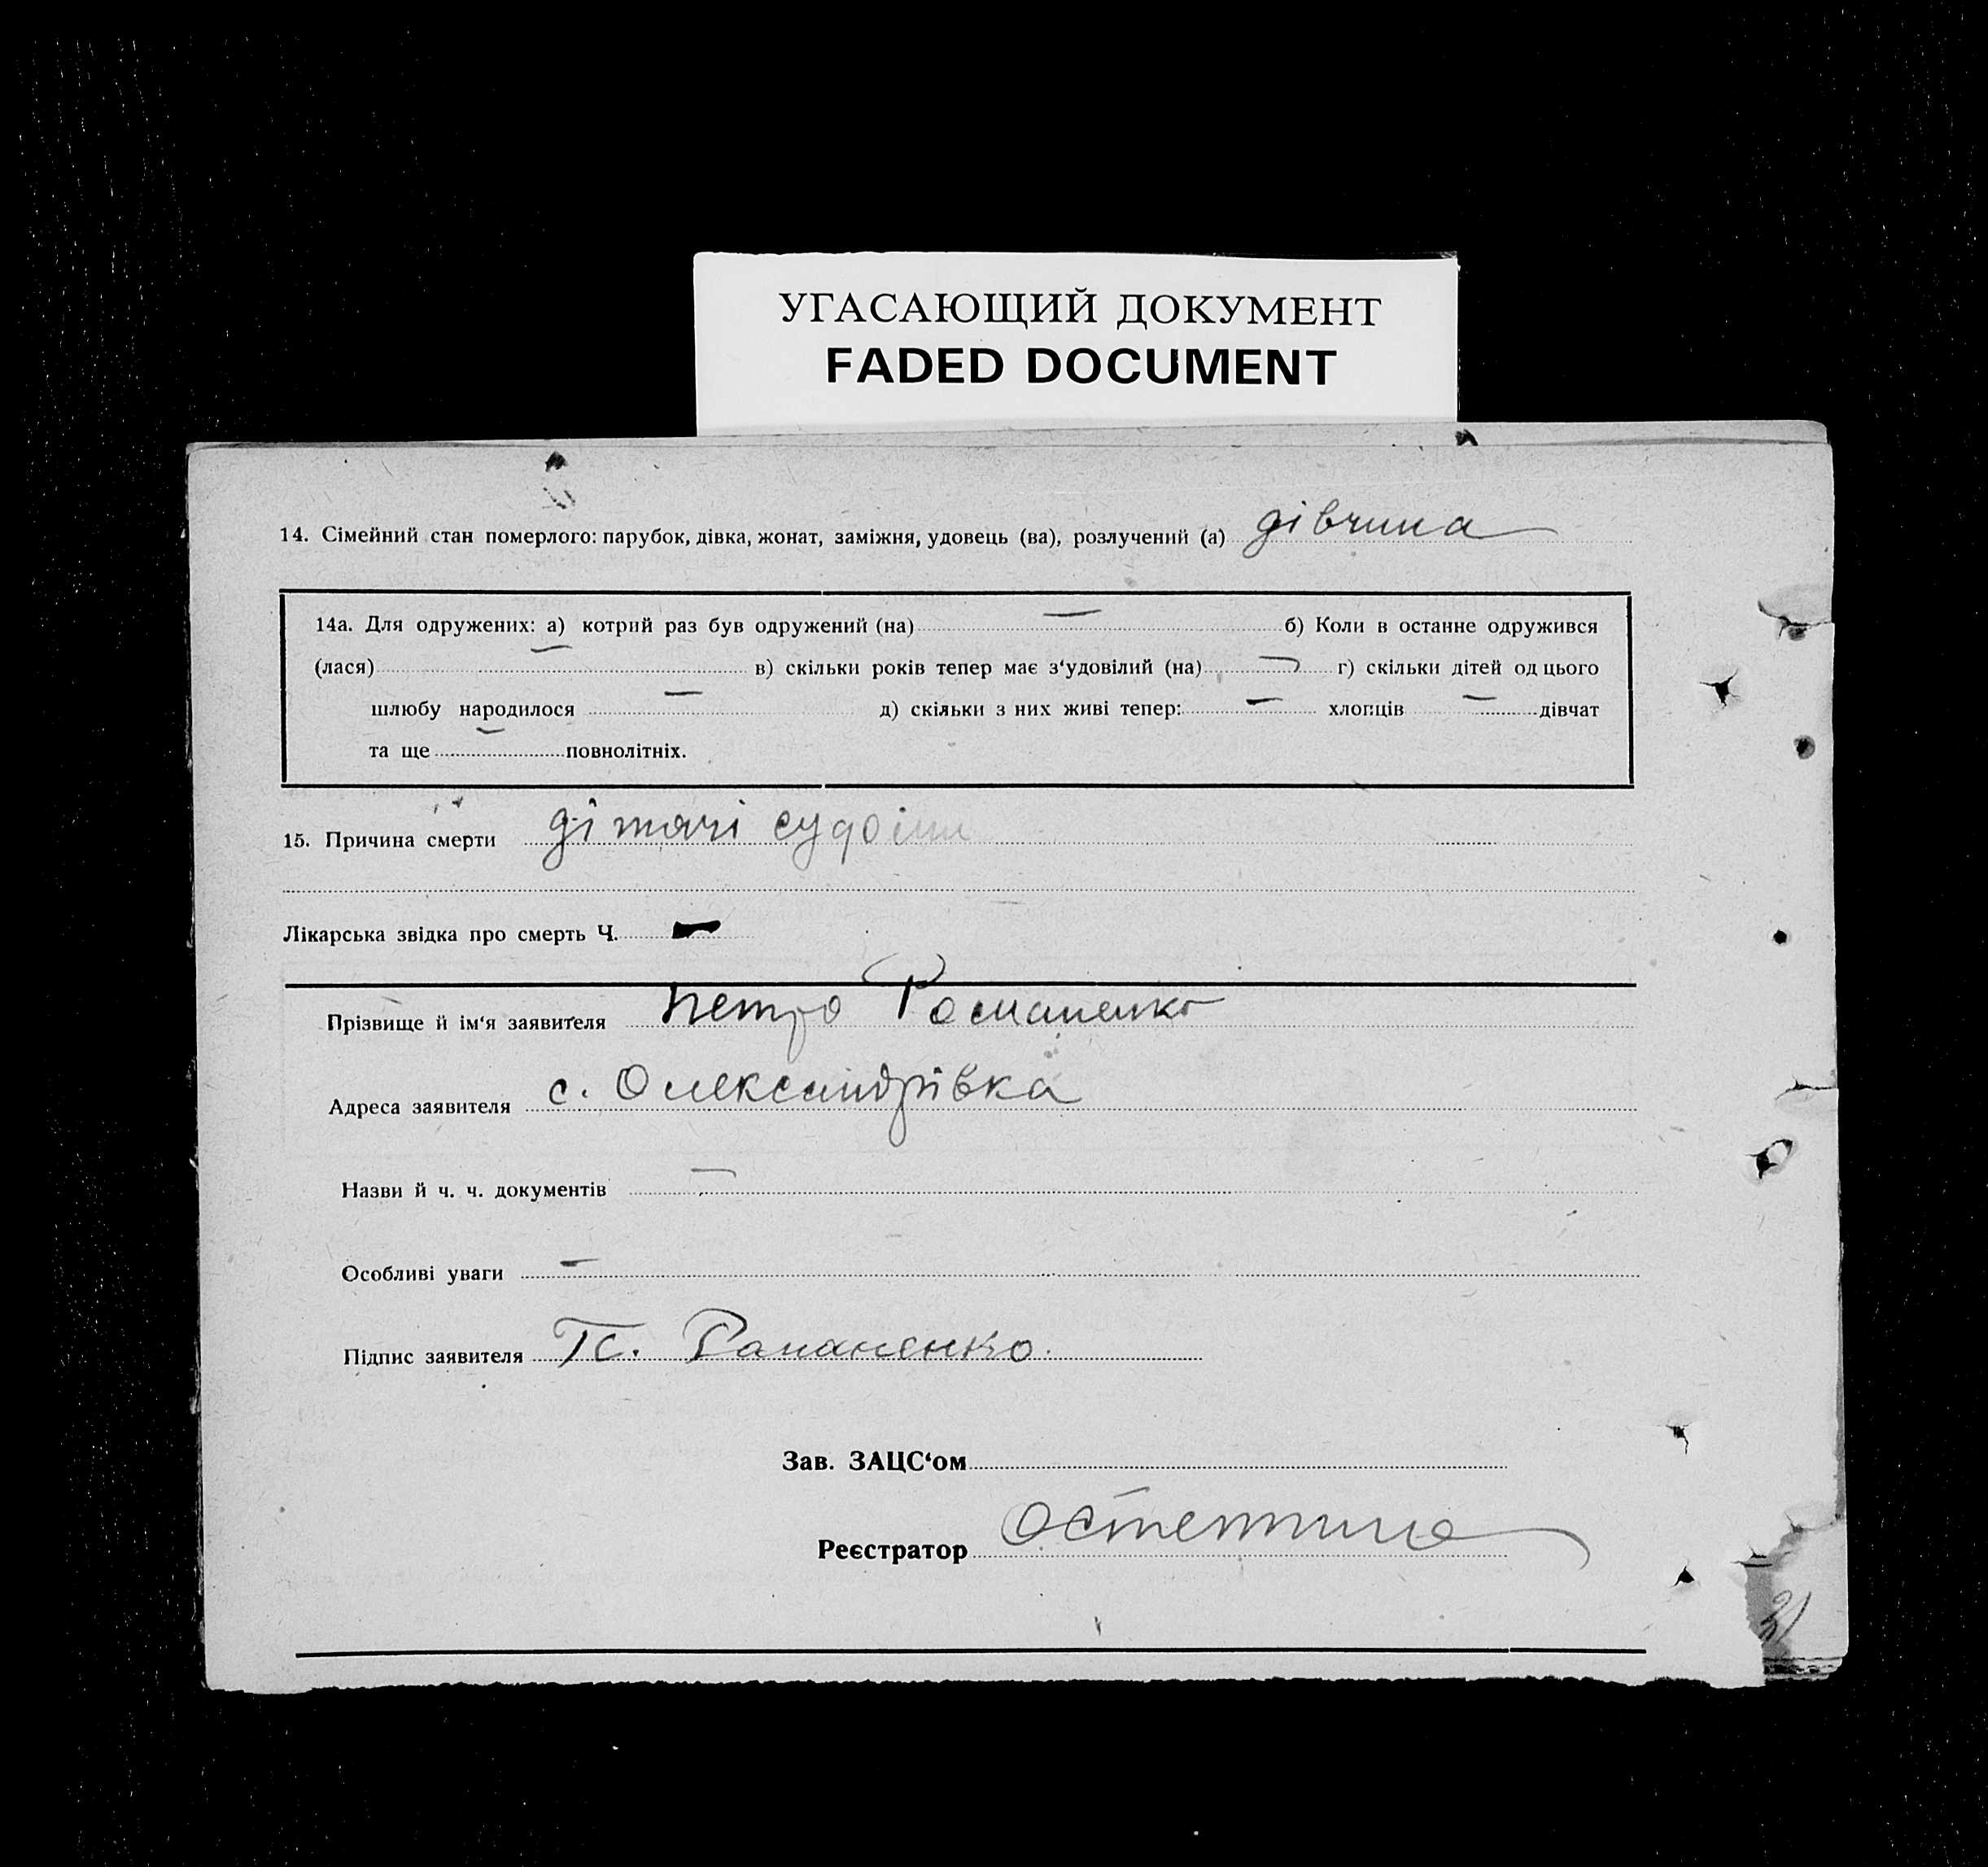 УГАСАЮЩИЙ ДОКУМЕНТ
FADED DOCUMENT
14. Сімейний стан померлого: парубок, дівка, жонат, заміжня, удовець (ва), розлучений (а) дівчина
14а. Для одружених: а) котрий раз був одружений (на) — б) Коли в останнє одружився
(лася) — в) скільки років тепер має з‘удовілий (на) — г) скільки дітей од цього
шлюбу народилося — д) скільки з них живі тепер: — хлопців — дівчат
та ще — повнолітніх.
15. Причина смерти дітячі судоми
Лікарська звідка про смерть Ч. —
Прізвище й ім‘я заявителя Петро Романенко
Адреса заявителя с. Олександрівка
Назви й ч. ч. документів —
Особливі уваги —
Підпис заявителя Романенко
Зав. ЗАЦС‘ом
Реєстратор
21